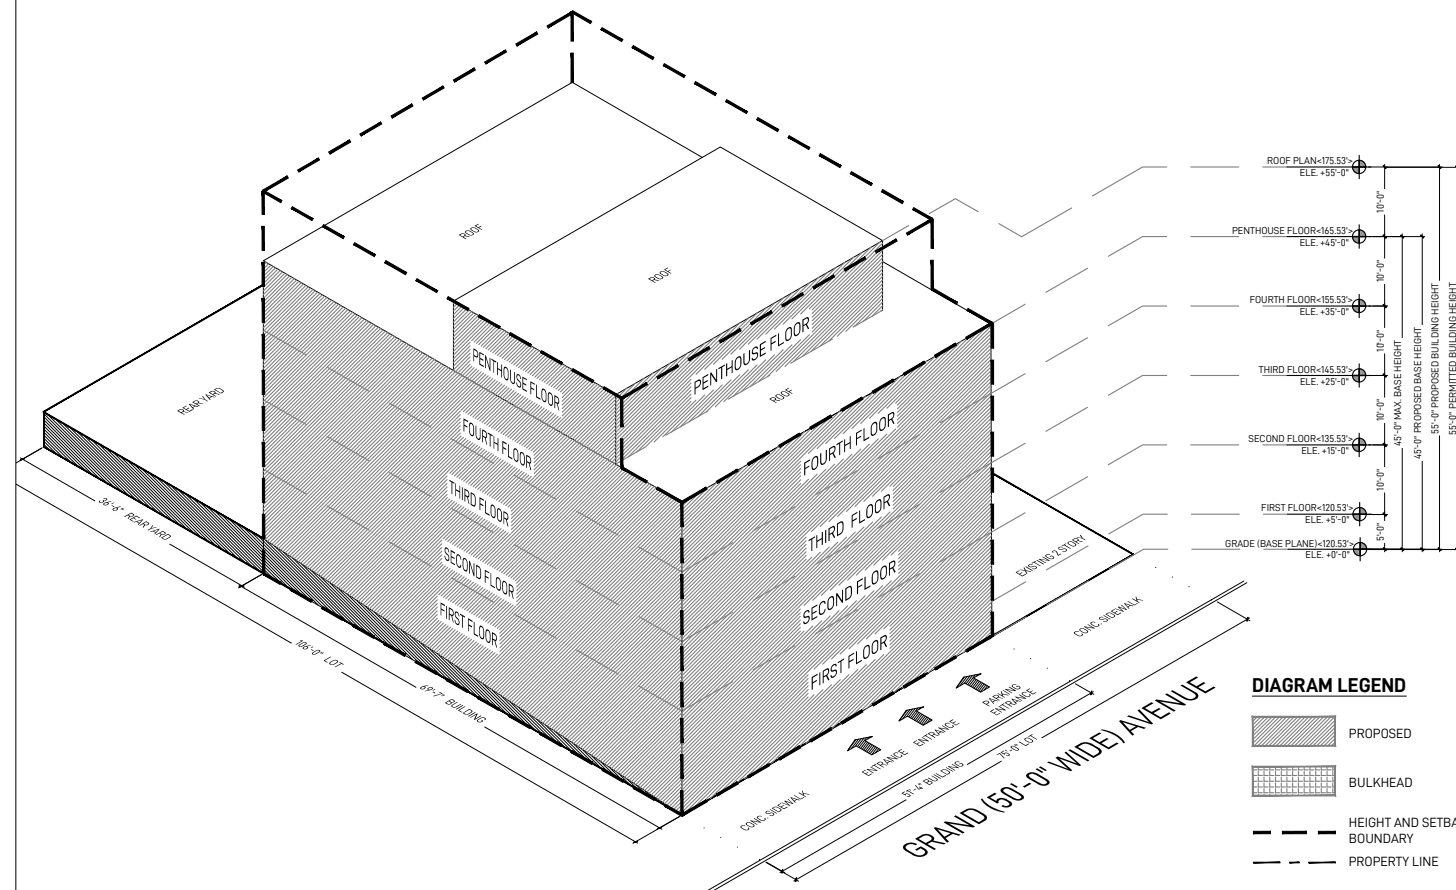 ROOF
ROOF
ROOF
REAR YARD
PENTHOUSE FLOOR
FOURTH FLOOR
THIRD FLOOR
SECOND FLOOR
FIRST FLOOR
PENTHOUSE FLOOR
FOURTH FLOOR
THIRD FLOOR
SECOND FLOOR
FIRST FLOOR
36'-6" REAR YARD
106'-0" LOT
69'-7" BUILDING
EXISTING 2 STORY
CONC. SIDEWALK
CONC. SIDEWALK
ENTRANCE
ENTRANCE
PARKING
ENTRANCE
51'-4" BUILDING
75'-0" LOT
GRAND (50'-0" WIDE) AVENUE
ROOF PLAN<175.53'>
ELE. +55'-0"
PENTHOUSE FLOOR<165.53'>
ELE. +45'-0"
FOURTH FLOOR<155.53'>
ELE. +35'-0"
THIRD FLOOR<145.53'>
ELE. +25'-0"
SECOND FLOOR<135.53'>
ELE. +15'-0"
FIRST FLOOR<120.53'>
ELE. +5'-0"
GRADE (BASE PLANE)<120.53'>
ELE. +0'-0"
10'-0"
10'-0"
10'-0"
10'-0"
10'-0"
5'-0"
45'-0" MAX. BASE HEIGHT
45'-0" PROPOSED BASE HEIGHT
55'-0" PROPOSED BUILDING HEIGHT
55'-0" PERMITTED BUILDING HEIGHT
DIAGRAM LEGEND
PROPOSED
BULKHEAD
HEIGHT AND SETBA
BOUNDARY
PROPERTY LINE